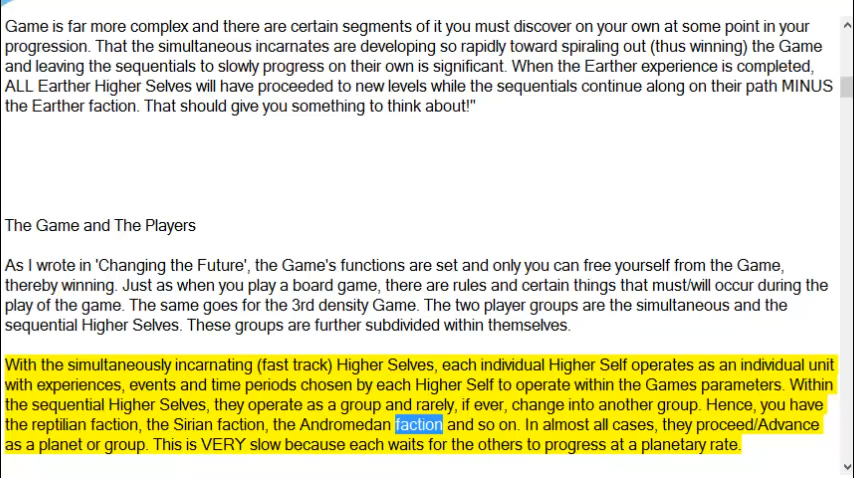 Game is far more complex and there are certain segments of it you must discover on your own at some point in your
progression. That the simultaneous incarnates are developing so rapidly toward spiraling out (thus winning) the Game
and leaving the sequentials to slowly progress on their own is significant. When the Earther experience is completed,
ALL Earther Higher Selves will have proceeded to new levels while the sequentials continue along on their path MINUS
the Earther faction. That should give you something to think about!"
The Game and The Players
As I wrote in 'Changing the Future', the Game's functions are set and only you can free yourself from the Game,
thereby winning. Just as when you play a board game, there are rules and certain things that must/will occur during the
play of the game. The same goes for the 3rd density Game. The two player groups are the simultaneous and the
sequential Higher Selves. These groups are further subdivided within themselves.
With the simultaneously incarnating (fast track) Higher Selves, each individual Higher Self operates as an individual unit
with experiences, events and time periods chosen by each Higher Self to operate within the Games parameters. Within
the sequential Higher Selves, they operate as a group and rarely, if ever, change into another group. Hence, you have
the reptilian faction, the Sirian faction, the Andromedan faction and so on. In almost all cases, they proceed/Advance
as a planet or group. This is VERY slow because each waits for the others to progress at a planetary rate.